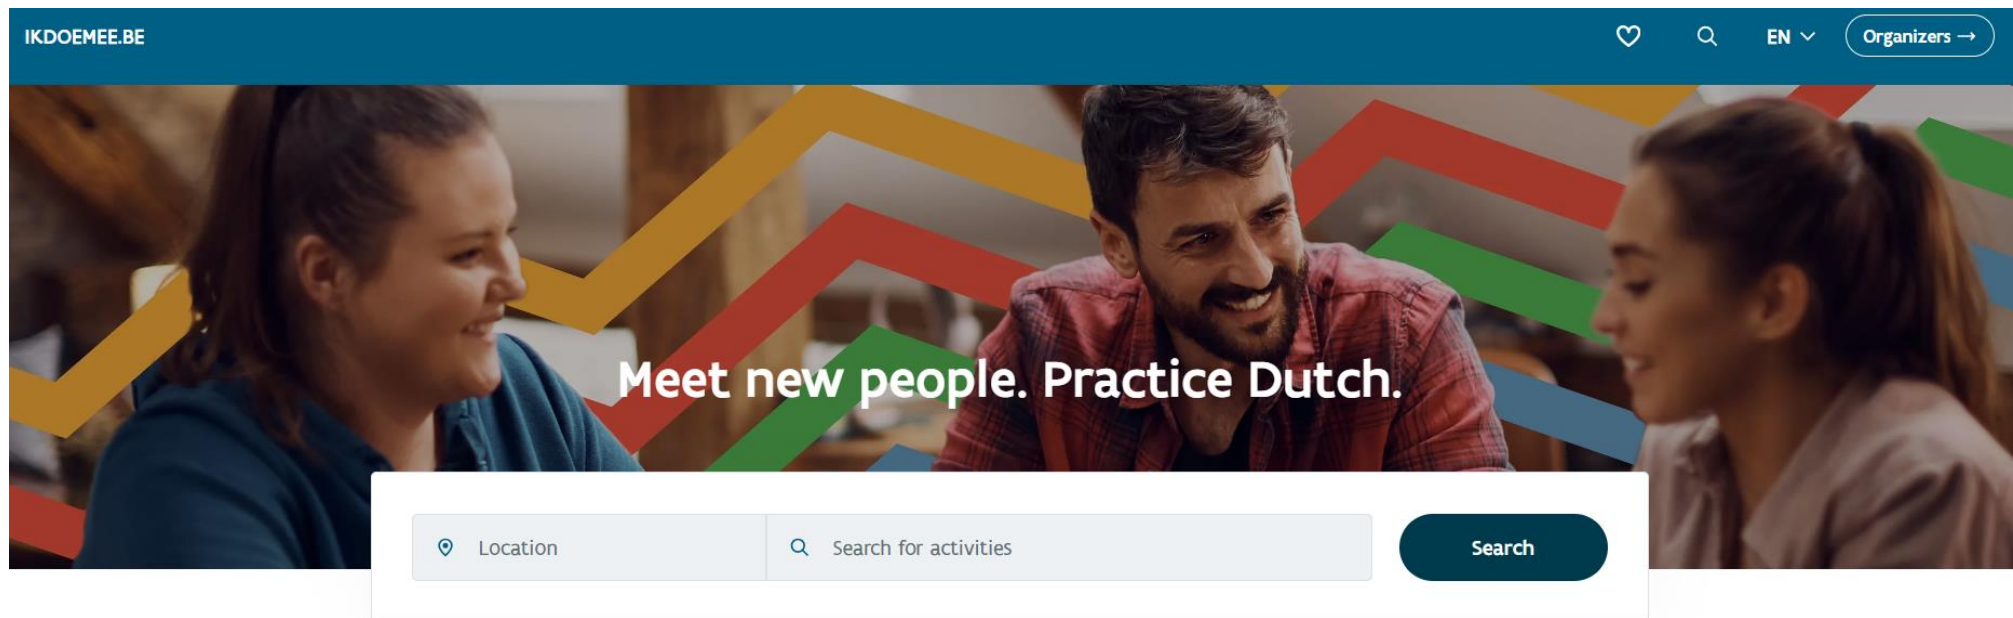 IKDOEMEE.BE
EN
Organizers →
Meet new people. Practice Dutch.
Location
Search for activities
Search